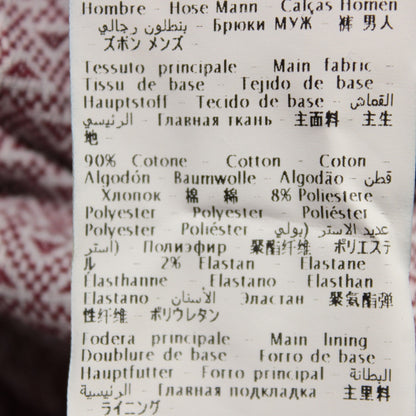 Hombre - Hose Mann - Calças Homen
- بنطلون رجالي - Брюки МУЖ - 裤 男人
- ズボン メンズ -
Tessuto principale - Main fabric -
Tissu de base - Tejido de base -
Hauptstoff - Tecido de base - القماش
الرئيسي - Главная ткань - 主面料 - 主生
地 -
90% Cotone - Cotton - Coton -
Algodón - Baumwolle - Algodão - قطن
- Хлопок 棉 綿 - 8% Poliestere
Polyester Polyester Poliéster
Polyester Poliéster عديد الاستر (بولي
أستر) - Полиэфир - 聚酯纤维 - ポリエステ
ル - 2% Elastan - Elastane
Élasthanne - Elastano - Elasthan
Elastano - الأستان - Эластан - 聚氨酯弹
性纤维 - ポリウレタン
Fodera principale - Main lining
Doublure de base - Forro de base
Hauptfutter - Forro principal - البطانة
الرئيسية - Главная подкладка - 主里料
- ライニング